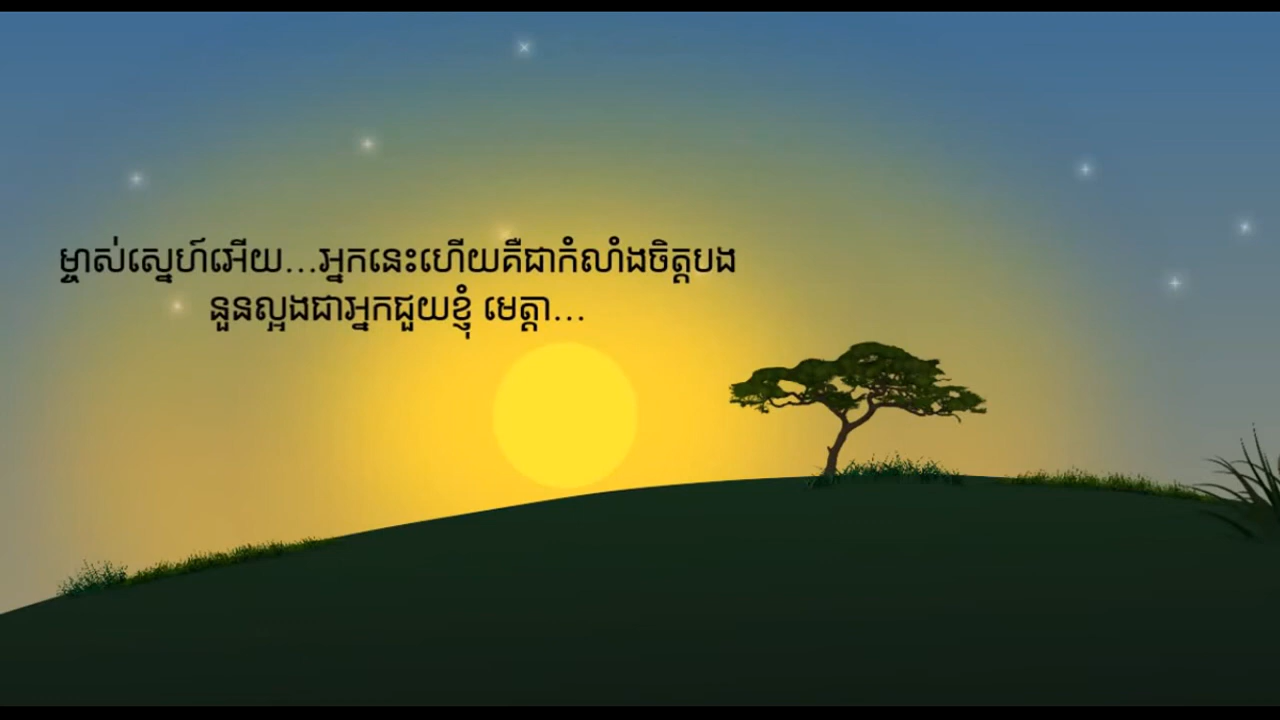 ម្ចាស់ស្នេហ៍អើយ...អ្នកនេះហើយគឺជាកំលាំងចិត្តបង
នួនល្អងជាអ្នកជួយខ្ញុំ មេត្តា...